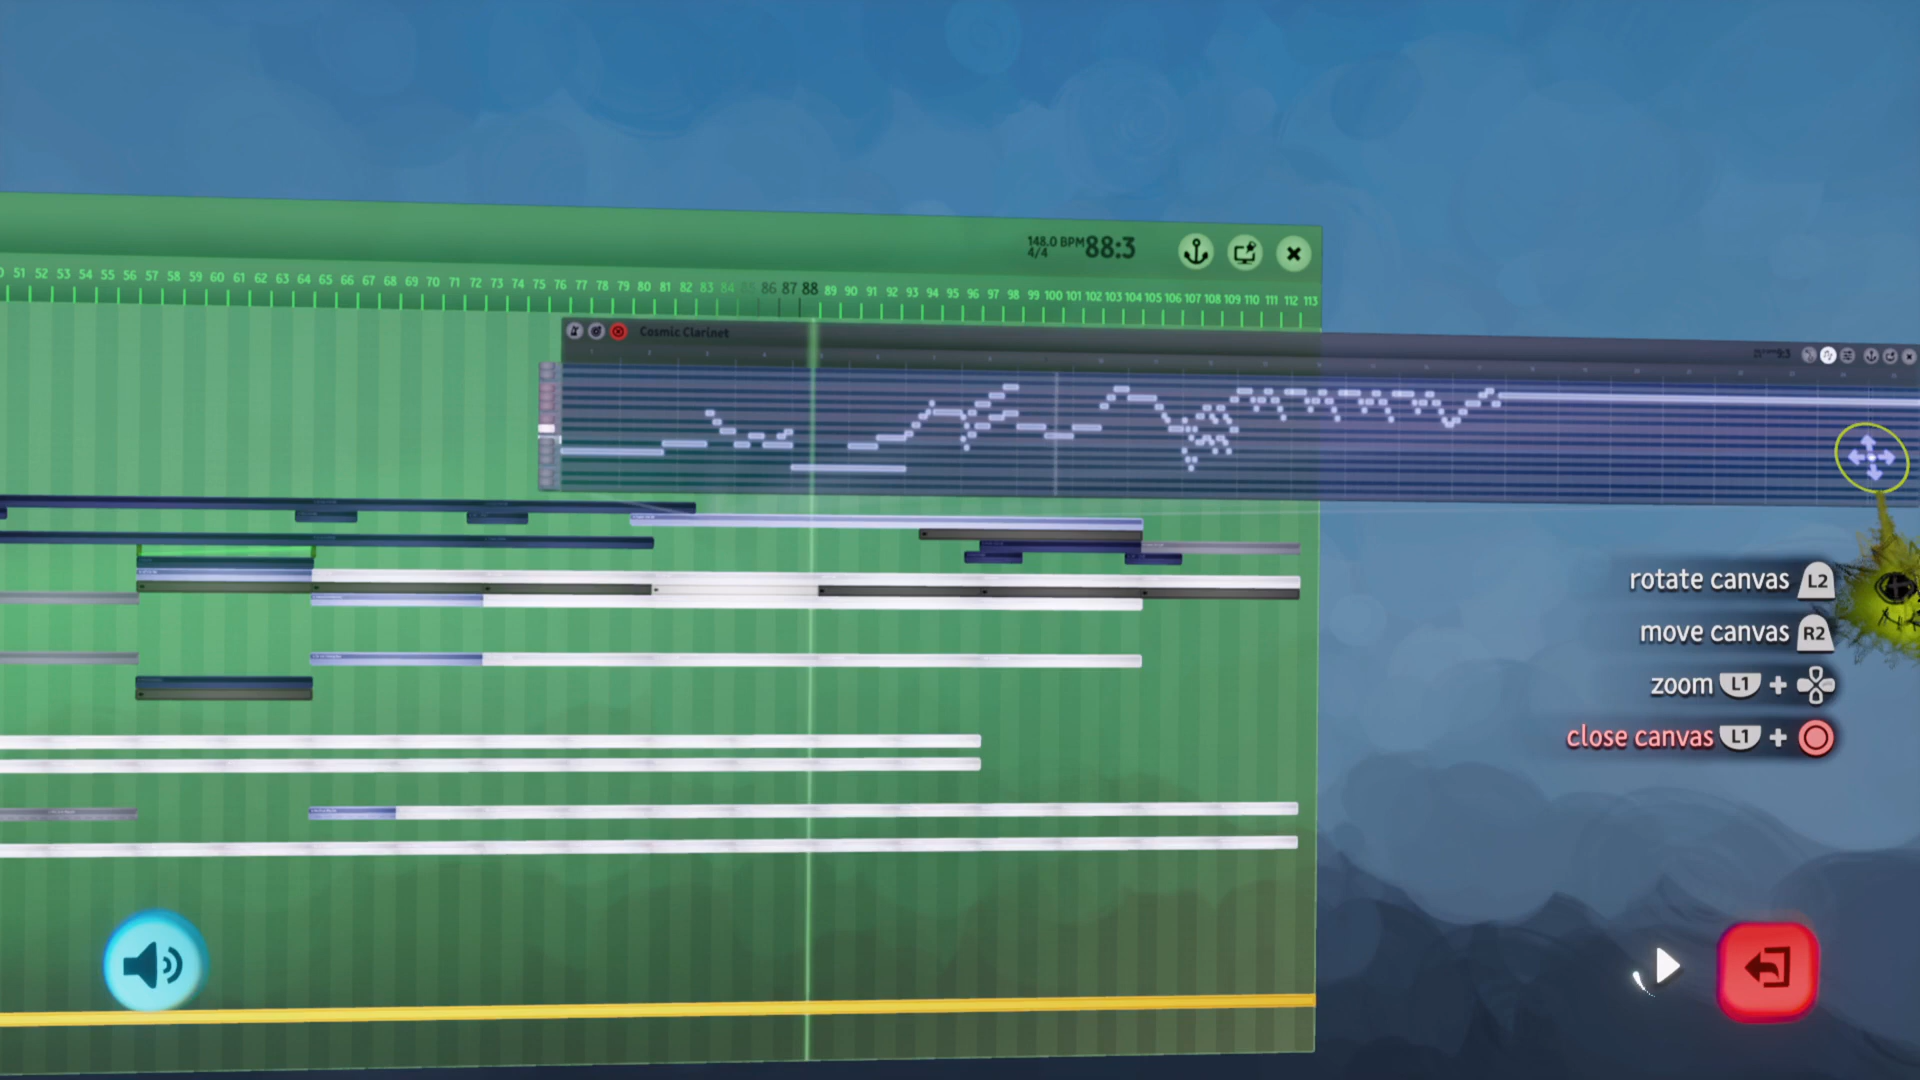 148.0 BPM
4/4
88:3
51 52 53 54 55 56 57 58 59 60 61 62 63 64 65 66 67 68 69 70 71 72 73 74 75 76 77 78 79 80 81 82 83 84 85 86 87 88 89 90 91 92 93 94 95 96 97 98 99 100 101 102 103 104 105 106 107 108 109 110 111 112 113
Cosmic Clarinet
rotate canvas L2
move canvas R2
zoom L1 +
close canvas L1 +